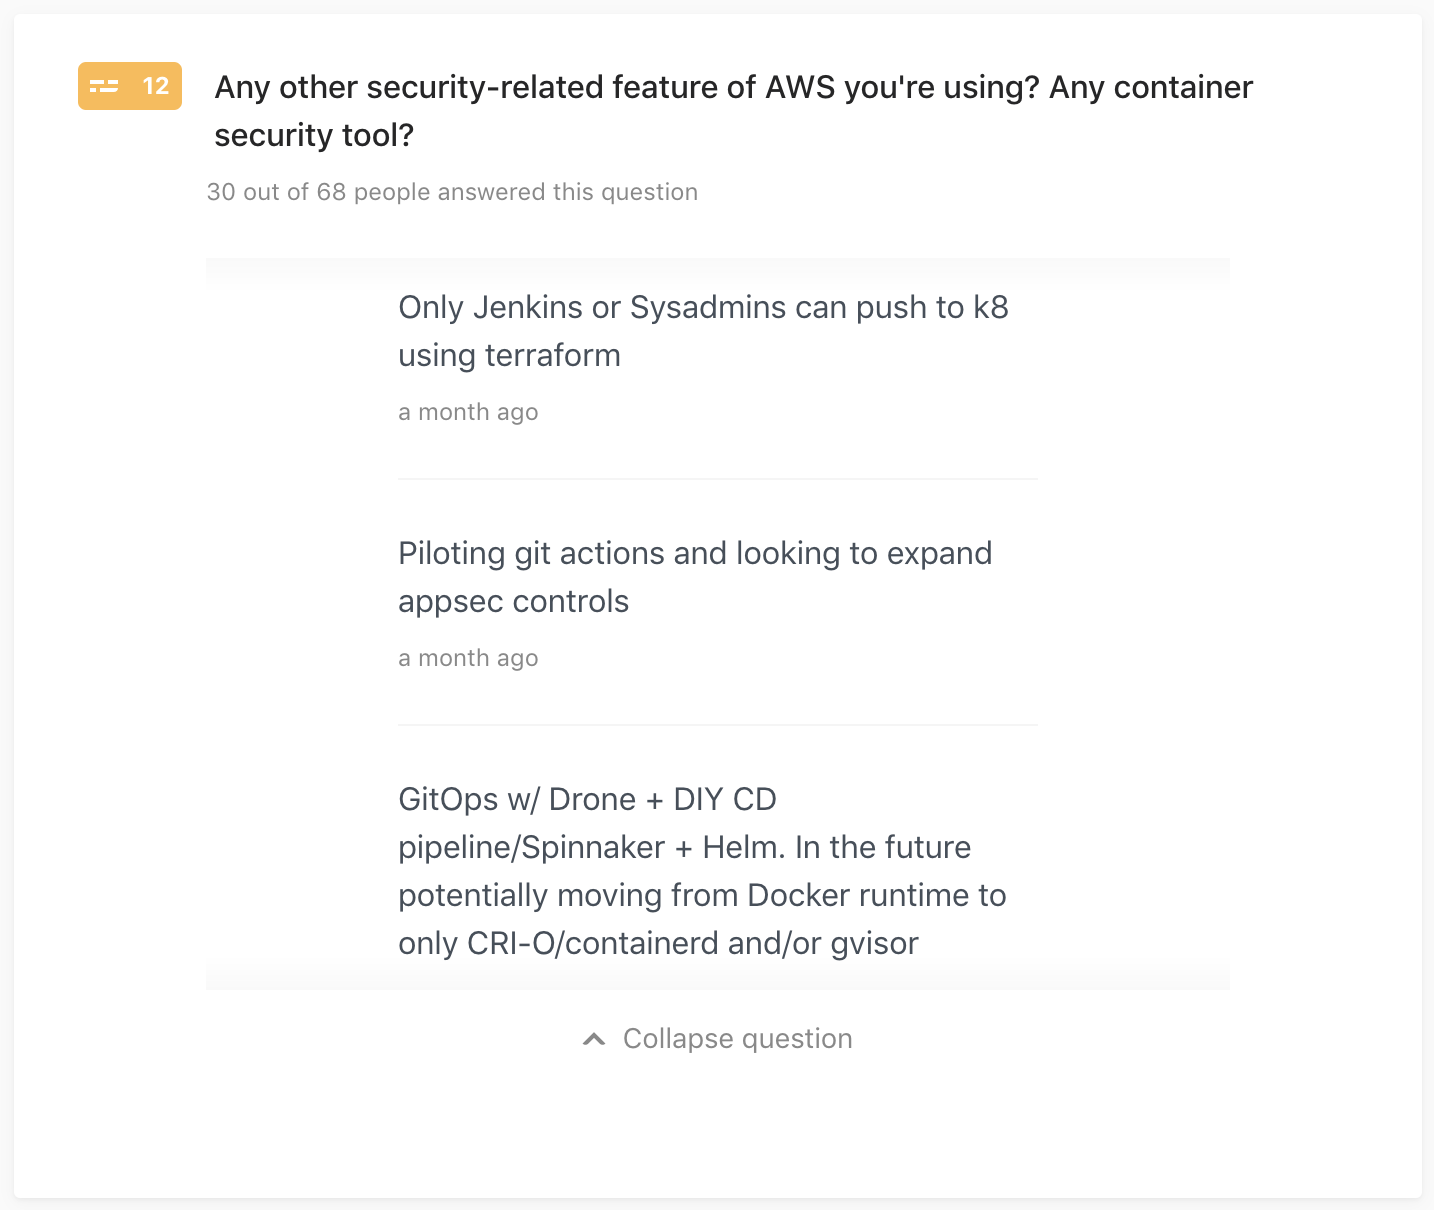 12
Any other security-related feature of AWS you're using? Any container
security tool?
30 out of 68 people answered this question
Only Jenkins or Sysadmins can push to k8
using terraform
a month ago
Piloting git actions and looking to expand
appsec controls
a month ago
GitOps w/ Drone + DIY CD
pipeline/Spinnaker + Helm. In the future
potentially moving from Docker runtime to
only CRI-O/containerd and/or gvisor
Collapse question